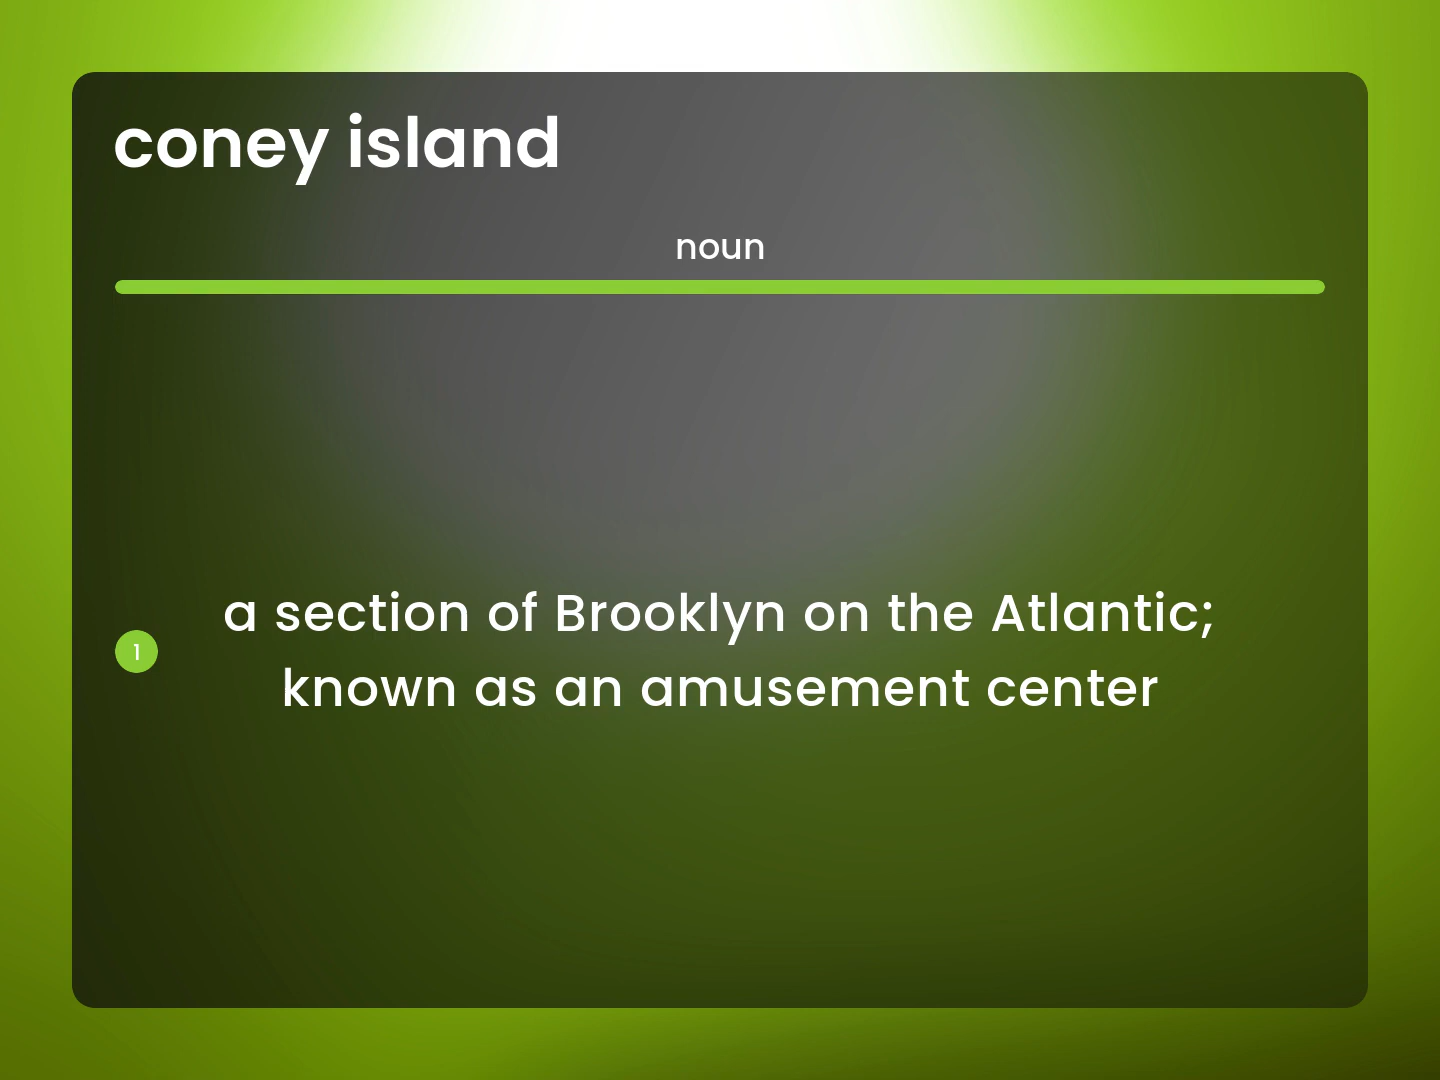 coney island
noun
1
a section of Brooklyn on the Atlantic;
known as an amusement center